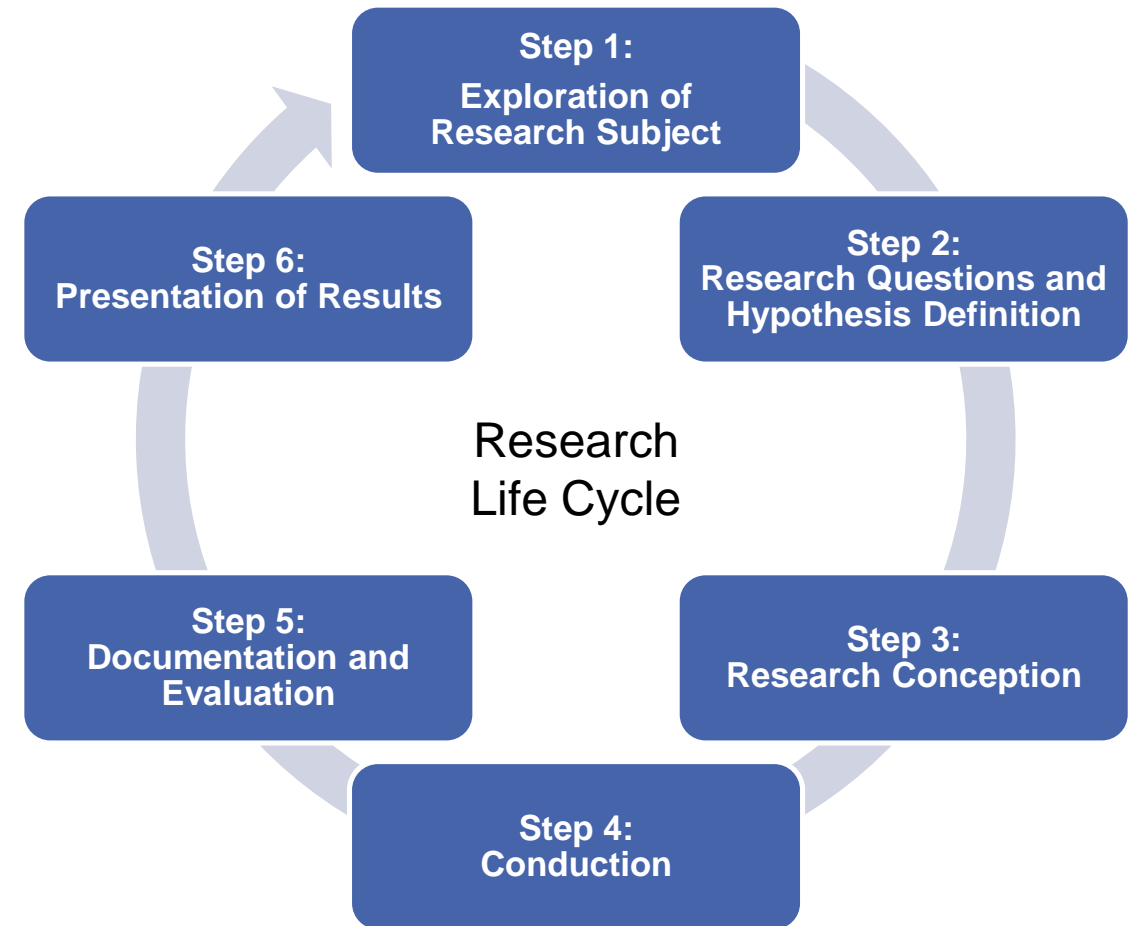 Step 1:
Exploration of
Research Subject
Step 2:
Research Questions and
Hypothesis Definition
Step 3:
Research Conception
Step 4:
Conduction
Step 5:
Documentation and
Evaluation
Step 6:
Presentation of Results
Research
Life Cycle